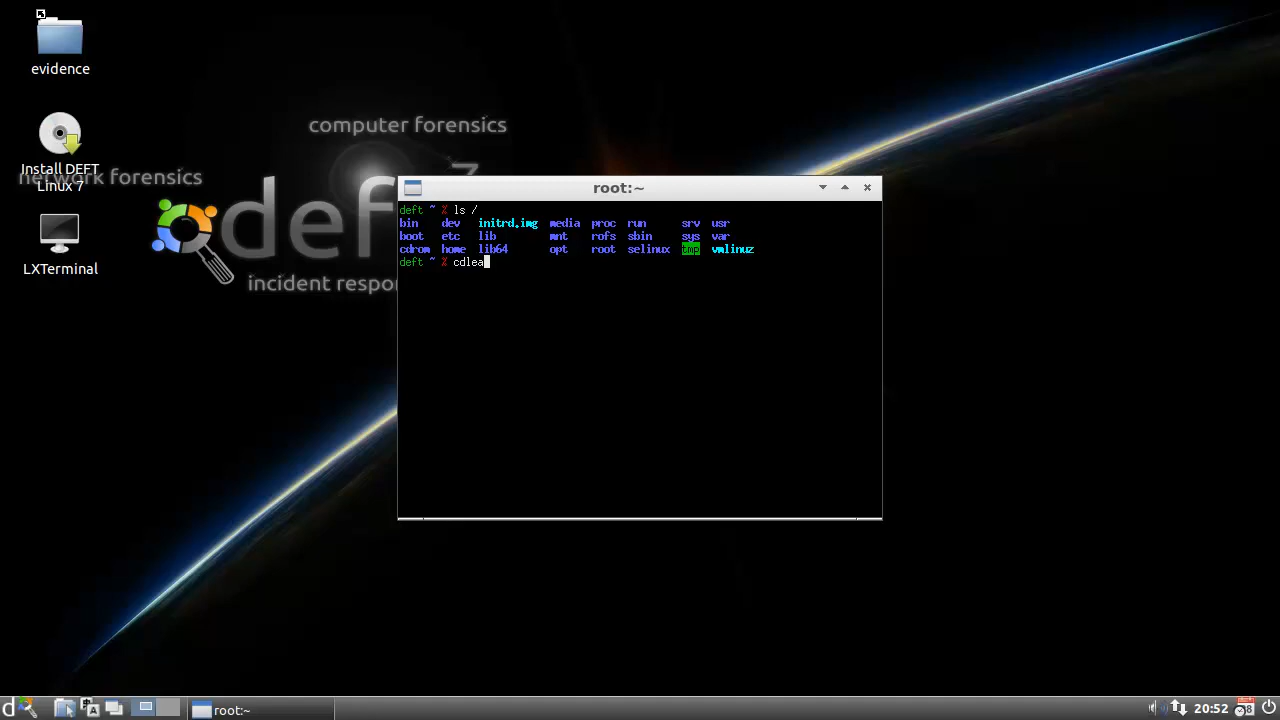 evidence
computer forensics
Install DEFT
Linux 7
network forensics
deft
7
incident respon
LXTerminal
root:~
deft ~ % ls /
bin dev initrd.img media proc run srv usr
boot etc lib mnt rofs sbin sys var
cdrom home lib64 opt root selinux tmp vmlinuz
deft ~ % cdlea
root:~
20:52